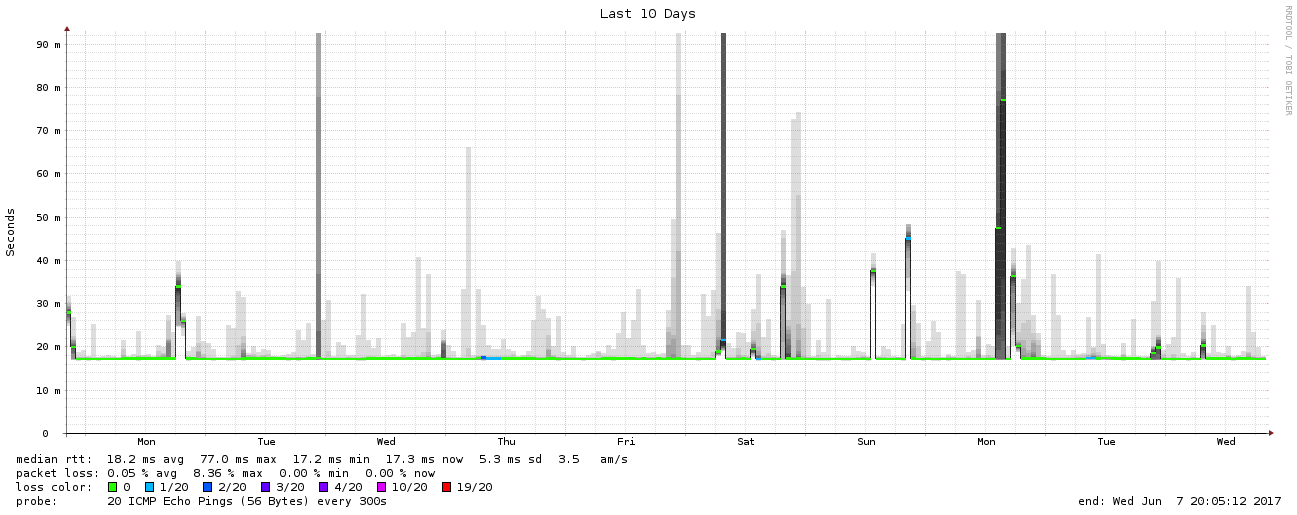 Last 10 Days
RRDTOOL / TOBI OETIKER
Seconds
90 m
80 m
70 m
60 m
50 m
40 m
30 m
20 m
10 m
0
Mon Tue Wed Thu Fri Sat Sun Mon Tue Wed
median rtt: 18.2 ms avg 77.0 ms max 17.2 ms min 17.3 ms now 5.3 ms sd 3.5 am/s
packet loss: 0.05 % avg 8.36 % max 0.00 % min 0.00 % now
loss color: 0 1/20 2/20 3/20 4/20 10/20 19/20
probe: 20 ICMP Echo Pings (56 Bytes) every 300s end: Wed Jun 7 20:05:12 2017